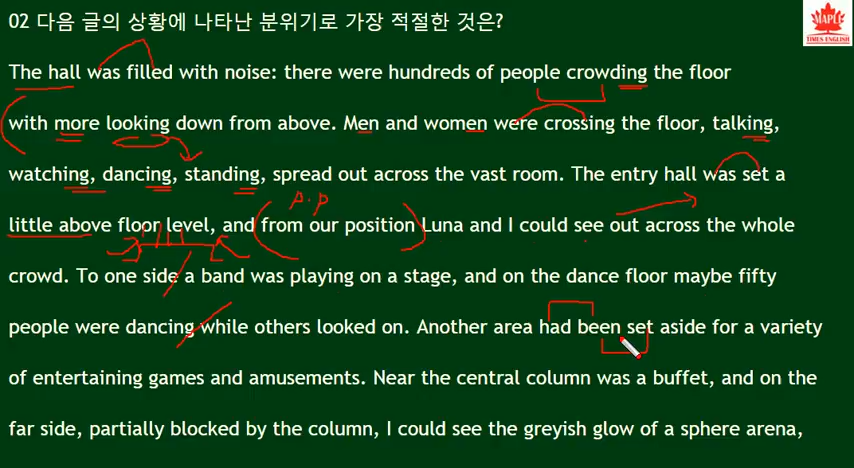 02 다음 글의 상황에 나타난 분위기로 가장 적절한 것은?
MAPLE
TIMES ENGLISH
The hall was filled with noise: there were hundreds of people crowding the floor
with more looking down from above. Men and women were crossing the floor, talking,
watching, dancing, standing, spread out across the vast room. The entry hall was set a
p.p
little above floor level, and from our position Luna and I could see out across the whole
crowd. To one side a band was playing on a stage, and on the dance floor maybe fifty
people were dancing while others looked on. Another area had been set aside for a variety
of entertaining games and amusements. Near the central column was a buffet, and on the
far side, partially blocked by the column, I could see the greyish glow of a sphere arena,